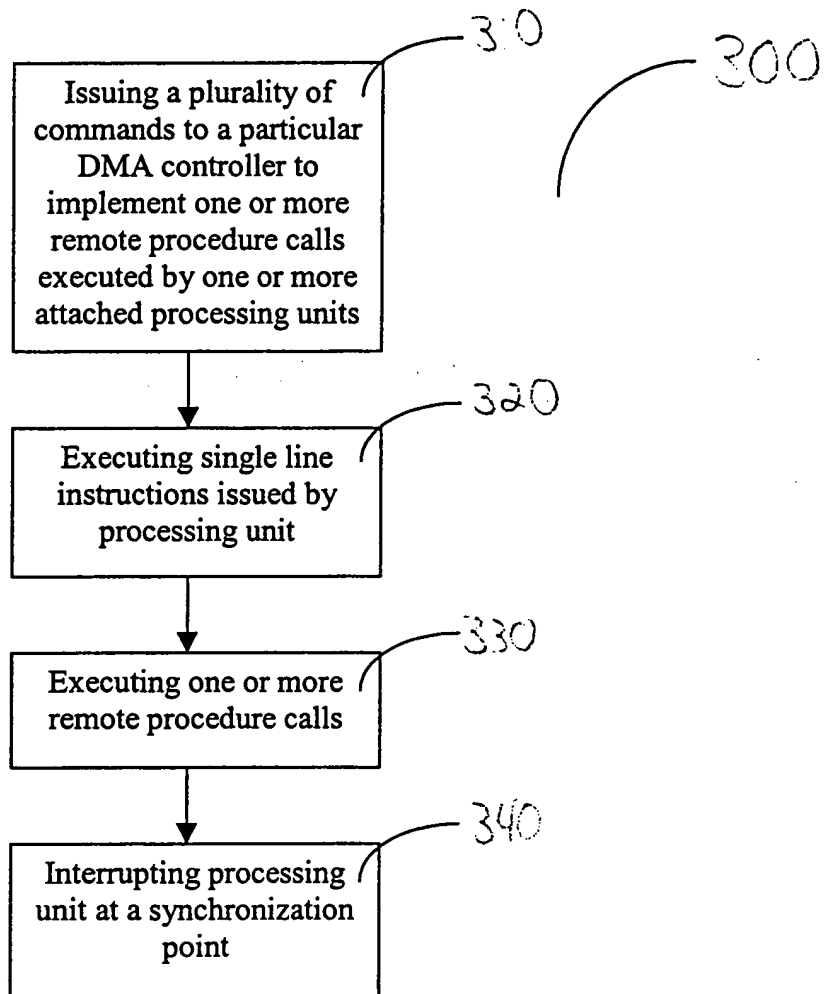 310
300
Issuing a plurality of
commands to a particular
DMA controller to
implement one or more
remote procedure calls
executed by one or more
attached processing units
320
Executing single line
instructions issued by
processing unit
330
Executing one or more
remote procedure calls
340
Interrupting processing
unit at a synchronization
point